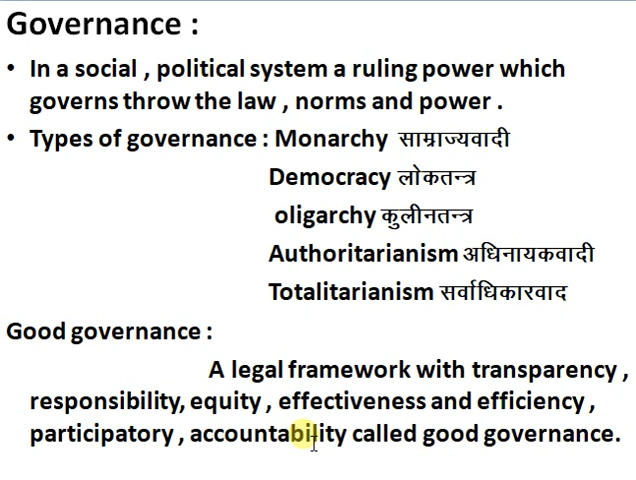 Governance :
• In a social , political system a ruling power which
governs throw the law , norms and power .
• Types of governance : Monarchy साम्राज्यवादी
Democracy लोकतन्त्र
oligarchy कुलीनतन्त्र
Authoritarianism अधिनायकवादी
Totalitarianism सर्वाधिकारवाद
Good governance :
A legal framework with transparency ,
responsibility, equity , effectiveness and efficiency ,
participatory , accountability called good governance.